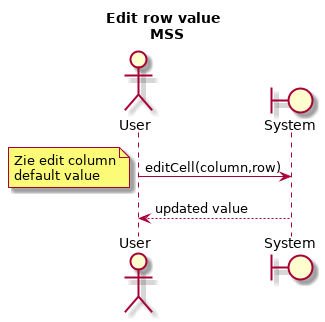 Edit row value
MSS
User
System
Zie edit column
default value
editCell(column,row)
updated value
User
System